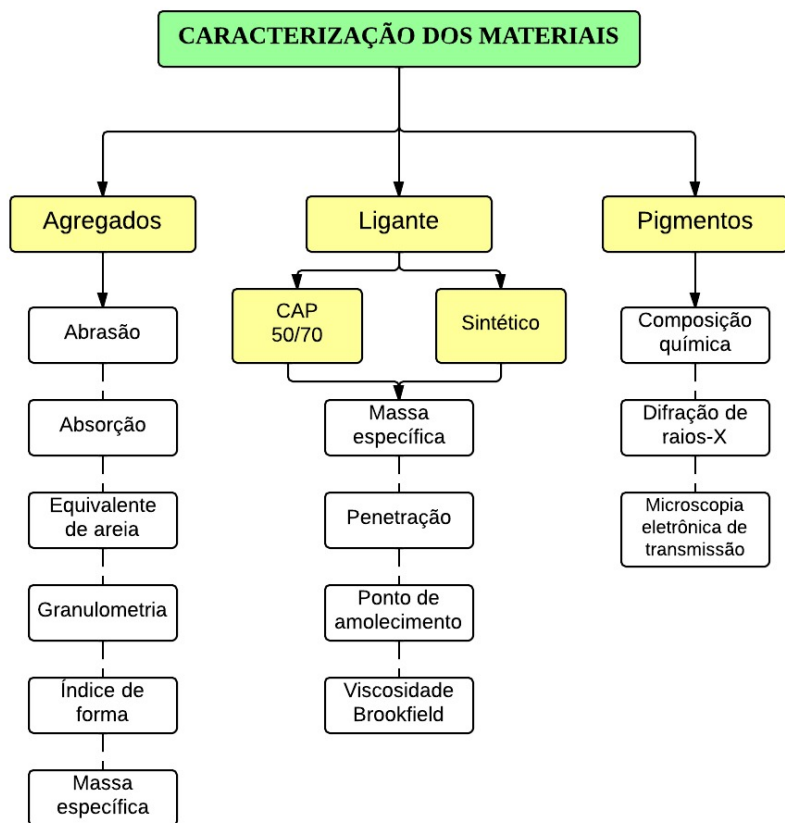 CARACTERIZAÇÃO DOS MATERIAIS
Agregados
Abrasão
Absorção
Equivalente
de areia
Granulometria
Índice de
forma
Massa
específica
Ligante
CAP
50/70
Sintético
Massa
específica
Penetração
Ponto de
amolecimento
Viscosidade
Brookfield
Pigmentos
Composição
química
Difração de
raios-X
Microscopia
eletrônica de
transmissão